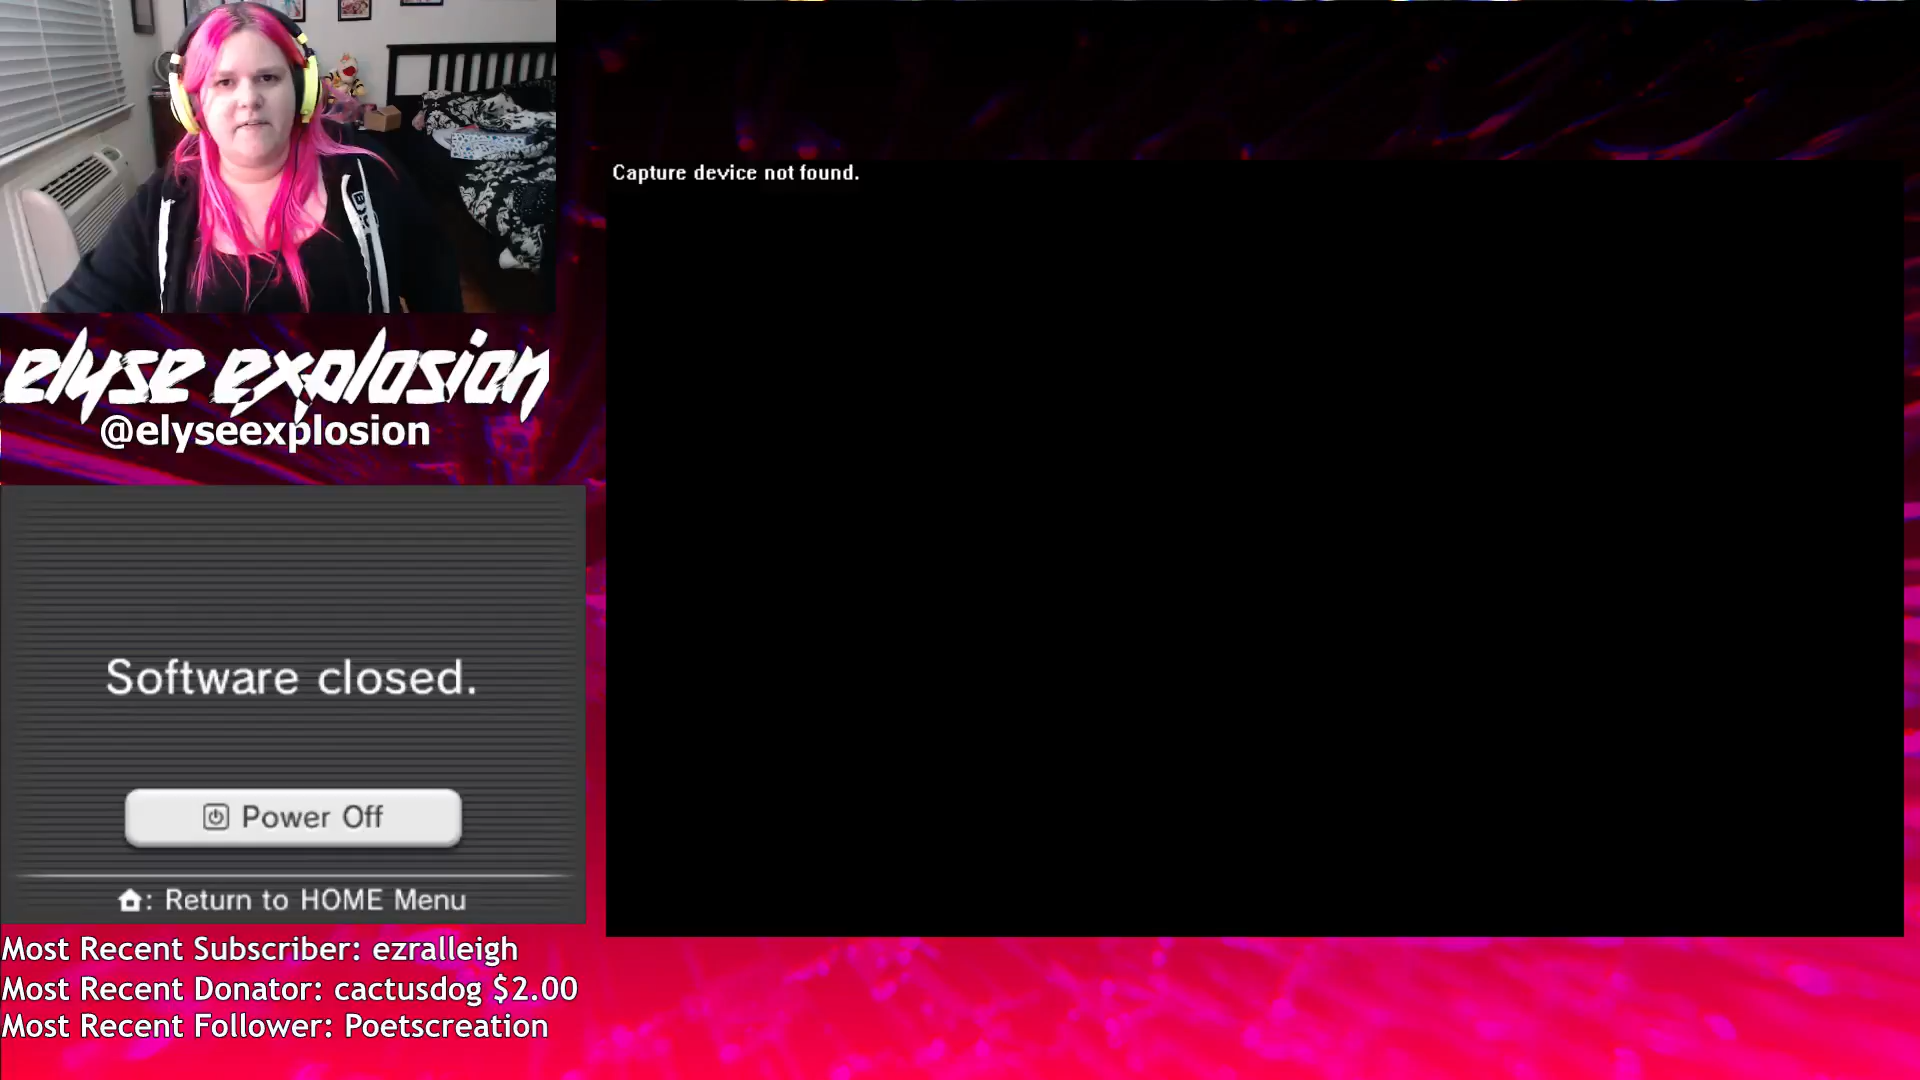 Capture device not found.
elyse explosion
@elyseexplosion
Software closed.
Power Off
: Return to HOME Menu
Most Recent Subscriber: ezralleigh
Most Recent Donator: cactusdog $2.00
Most Recent Follower: Poetscreation